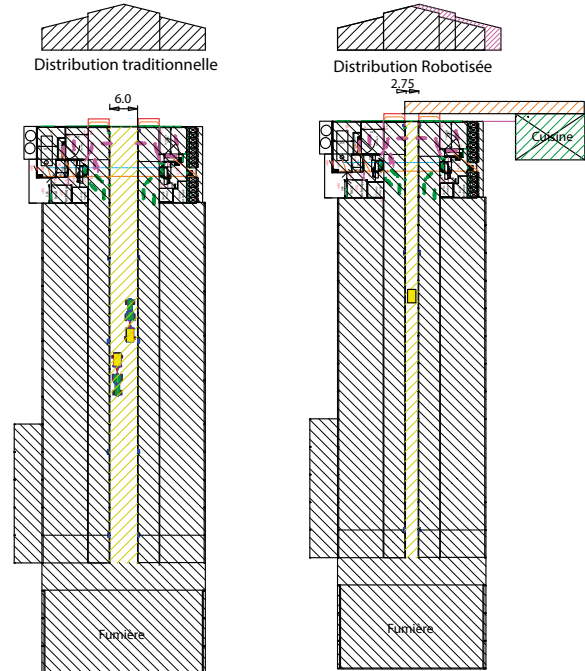 Distribution traditionnelle
Distribution Robotisée
6.0
2.75
Cuisine
Fumière
Fumière